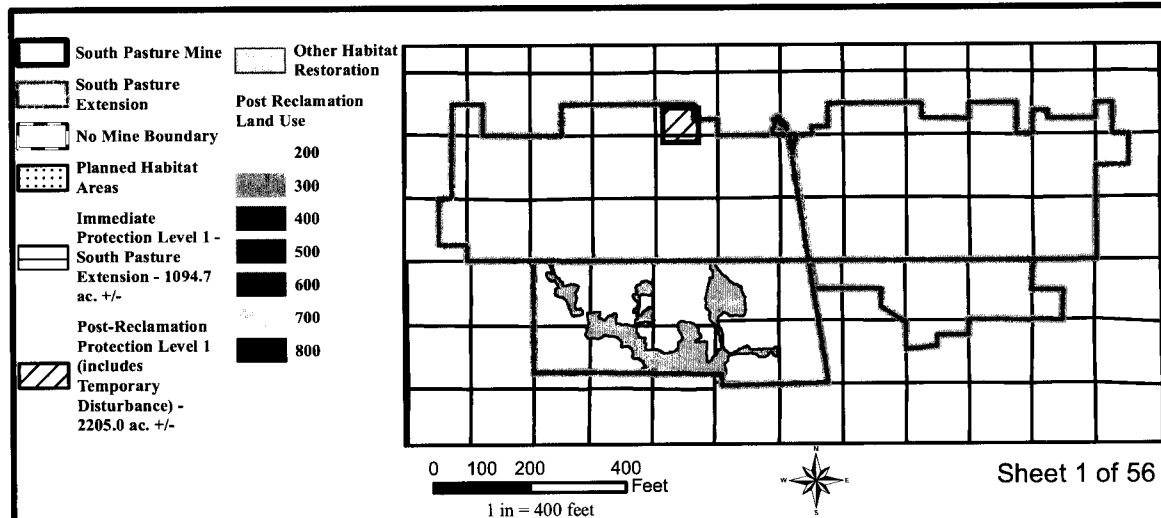 South Pasture Mine
South Pasture
Extension
No Mine Boundary
Planned Habitat
Areas
Immediate
Protection Level 1 -
South Pasture
Extension - 1094.7
ac. +/-
Post-Reclamation
Protection Level 1
(includes
Temporary
Disturbance) -
2205.0 ac. +/-
Other Habitat
Restoration
Post Reclamation
Land Use
200
300
400
500
600
700
800
0 100 200 400
Feet
1 in = 400 feet
N
W E
S
Sheet 1 of 56